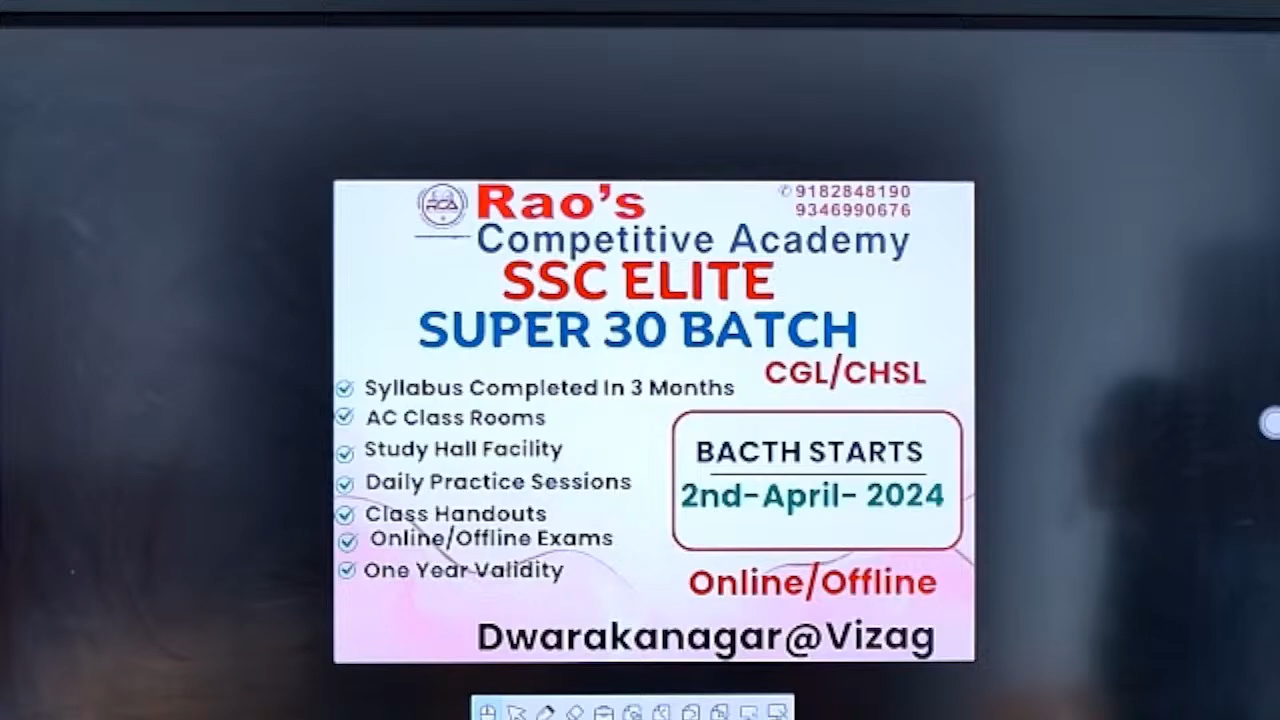 RCA
Rao's
Competitive Academy
9182848190
9346990676
SSC ELITE
SUPER 30 BATCH
CGL/CHSL
Syllabus Completed In 3 Months
AC Class Rooms
Study Hall Facility
Daily Practice Sessions
Class Handouts
Online/Offline Exams
One Year Validity
BACTH STARTS
2nd-April- 2024
Online/Offline
Dwarakanagar@Vizag